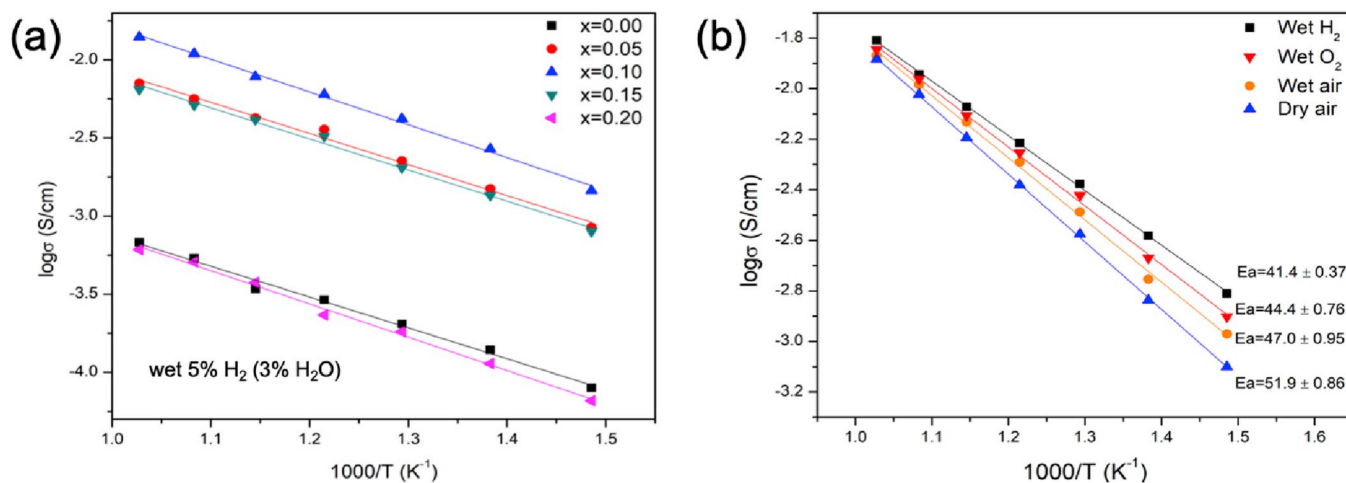 (a)
x=0.00
x=0.05
x=0.10
x=0.15
x=0.20
-2.0
-2.5
-3.0
-3.5
-4.0
logσ (S/cm)
wet 5% H₂ (3% H₂O)
1.0 1.1 1.2 1.3 1.4 1.5
1000/T (K⁻¹)
(b)
Wet H₂
Wet O₂
Wet air
Dry air
-1.8
-2.0
-2.2
-2.4
-2.6
-2.8
-3.0
-3.2
logσ (S/cm)
Ea=41.4 ± 0.37
Ea=44.4 ± 0.76
Ea=47.0 ± 0.95
Ea=51.9 ± 0.86
1.0 1.1 1.2 1.3 1.4 1.5 1.6
1000/T (K⁻¹)